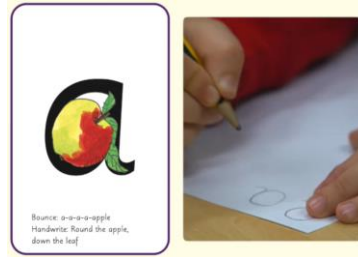 a
Bounce: a-a-a-a-apple
Handwrite: Round the apple,
down the leaf
a